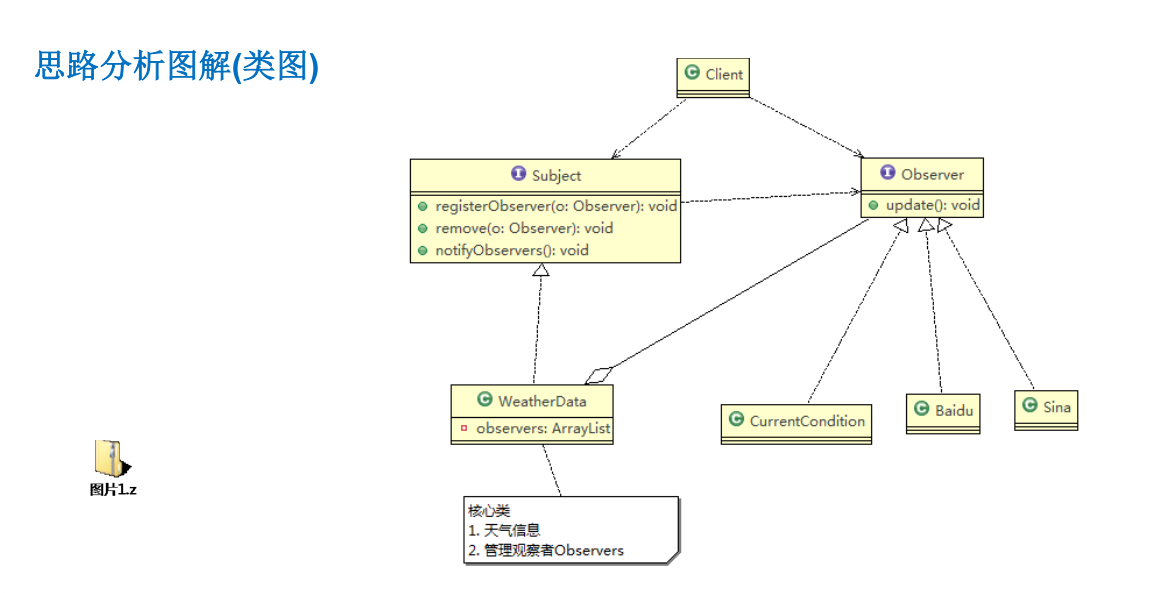 思路分析图解(类图)
Client
Subject
registerObserver(o: Observer): void
remove(o: Observer): void
notifyObservers(): void
Observer
update(): void
WeatherData
observers: ArrayList
CurrentCondition
Baidu
Sina
图片1.z
核心类
1. 天气信息
2. 管理观察者Observers